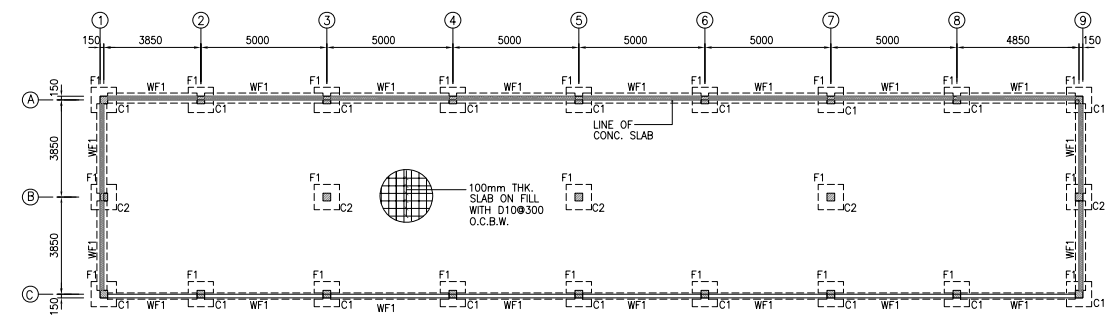 1 2 3 4 5 6 7 8 9
150 3850 5000 5000 5000 5000 5000 5000 4850 150
F1 WF1 F1 WF1 F1 WF1 F1 WF1 F1 WF1 F1 WF1 F1 WF1 F1 WF1 F1
150
A
C1 C1 C1 C1 C1 C1 C1 C1 C1
LINE OF
CONC. SLAB
3850
WF1
WF1
F1 F1 F1 F1 F1
B
100mm THK.
SLAB ON FILL
WITH D10@300
O.C.B.W.
C2 C2 C2 C2 C2
3850
WF1
WF1
F1 F1 F1 F1 F1 F1 F1 F1 F1
C
150
C1 WF1 C1 WF1 C1 WF1 C1 WF1 C1 WF1 C1 WF1 C1 WF1 C1 WF1 C1